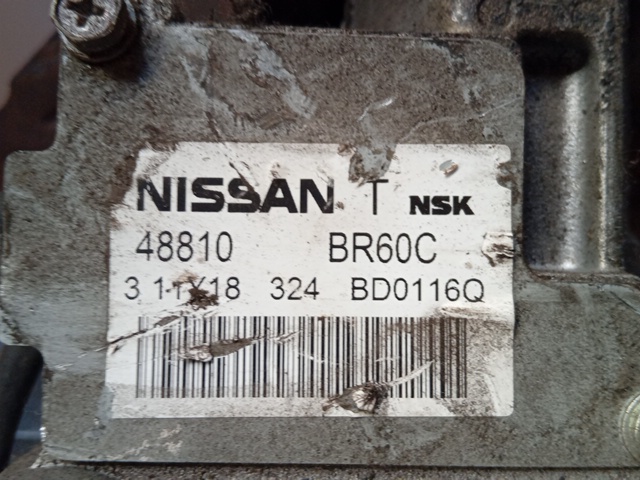 NISSAN T NSK
48810 BR60C
324 BD0116Q